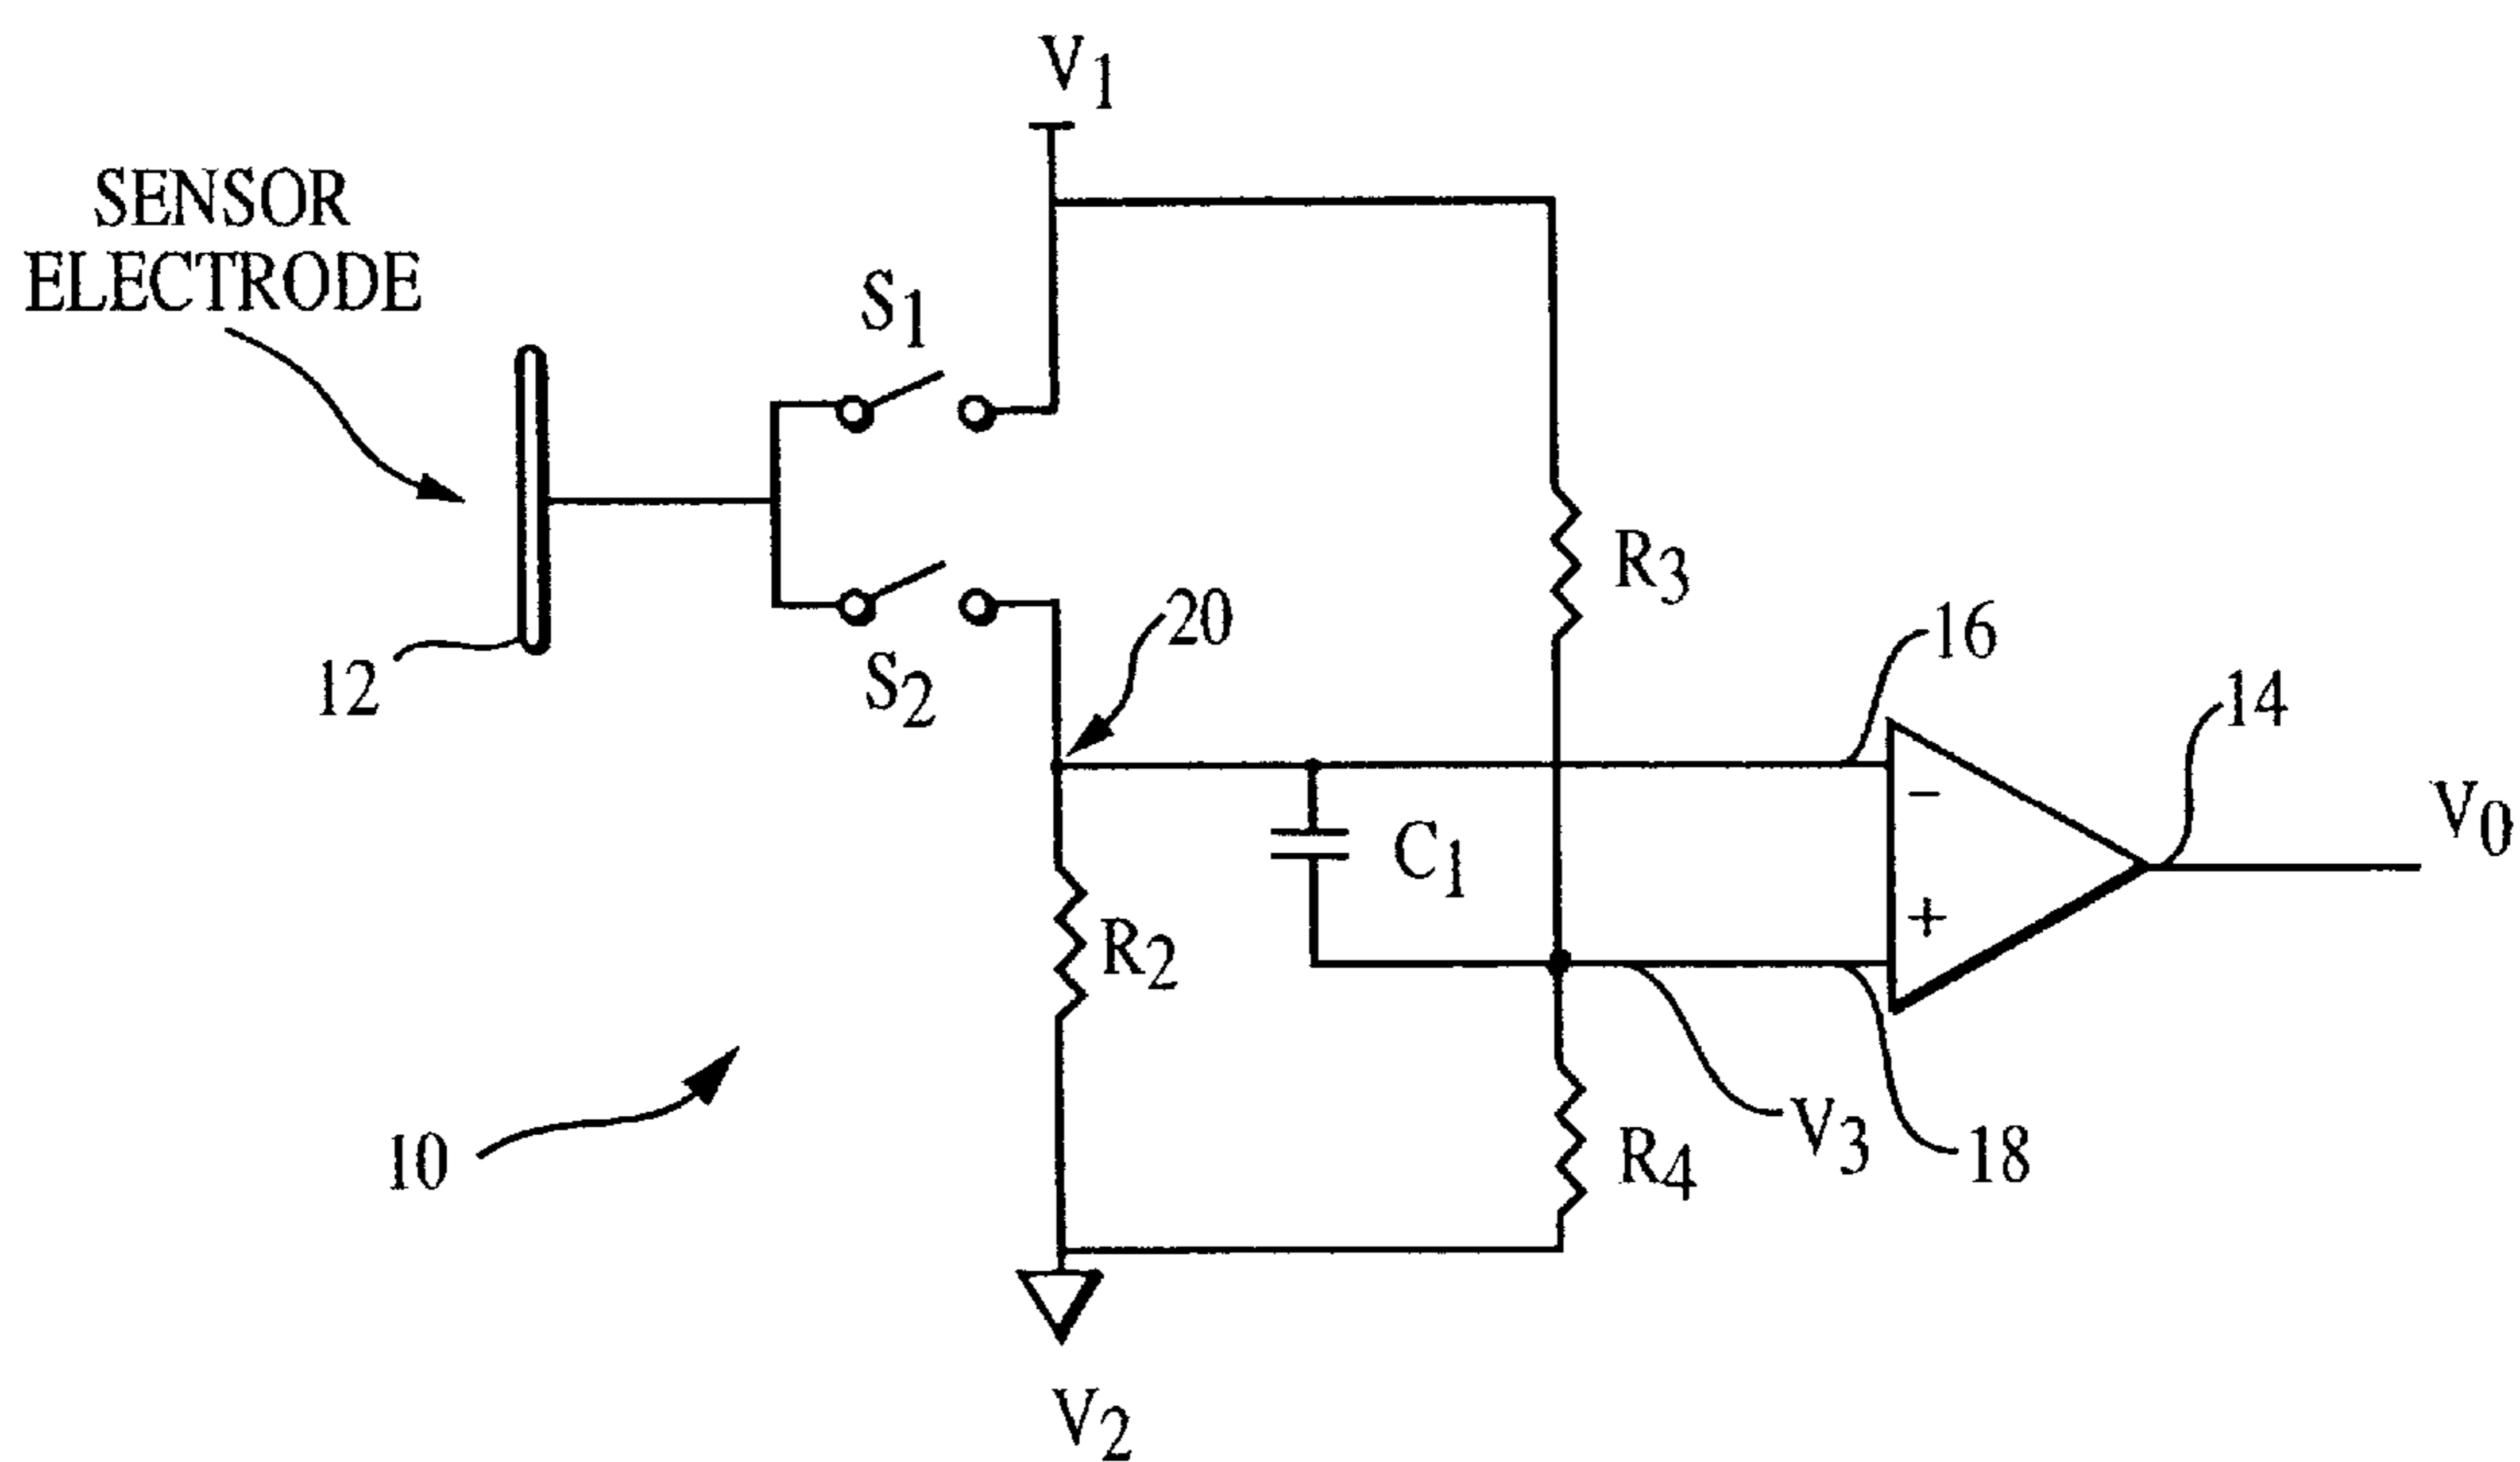 V1
SENSOR
ELECTRODE
S1
R3
20
16
S2
12
14
V0
C1
−
+
R2
V3
R4
10
18
V2